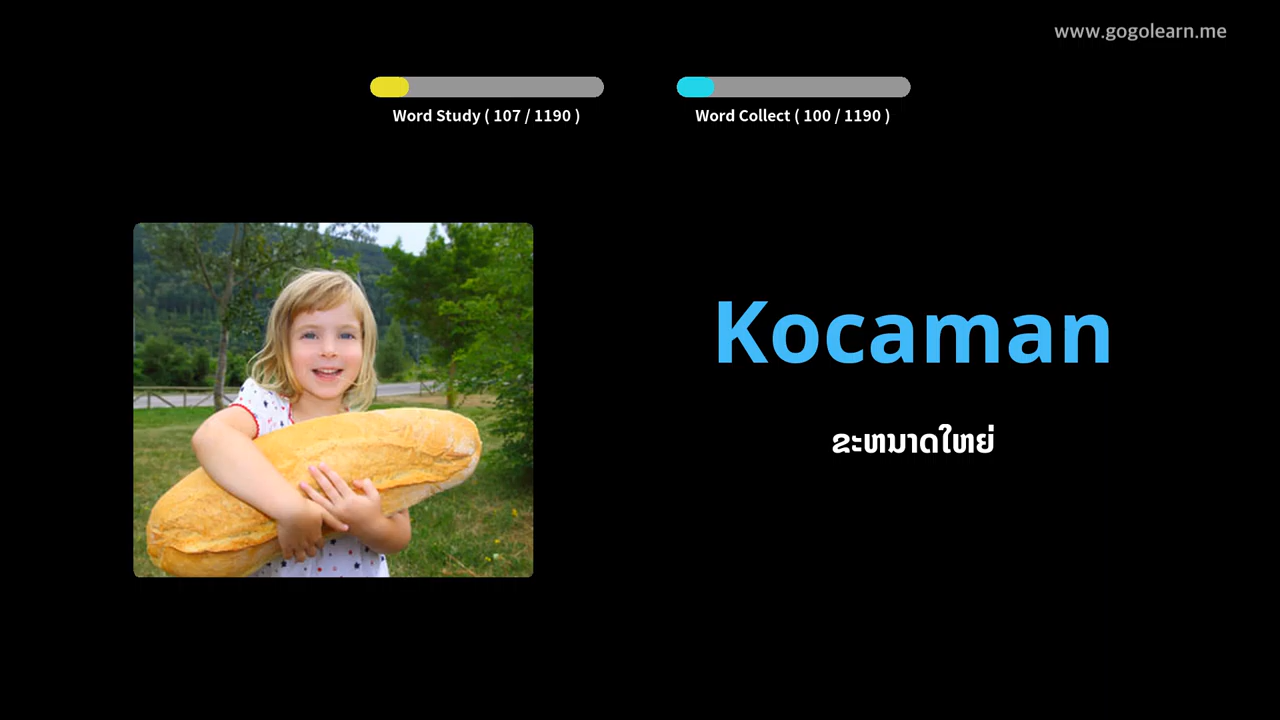 www.gogolearn.me
Word Study ( 107 / 1190 )
Word Collect ( 100 / 1190 )
Kocaman
ຂະຫມາດໃຫຍ່